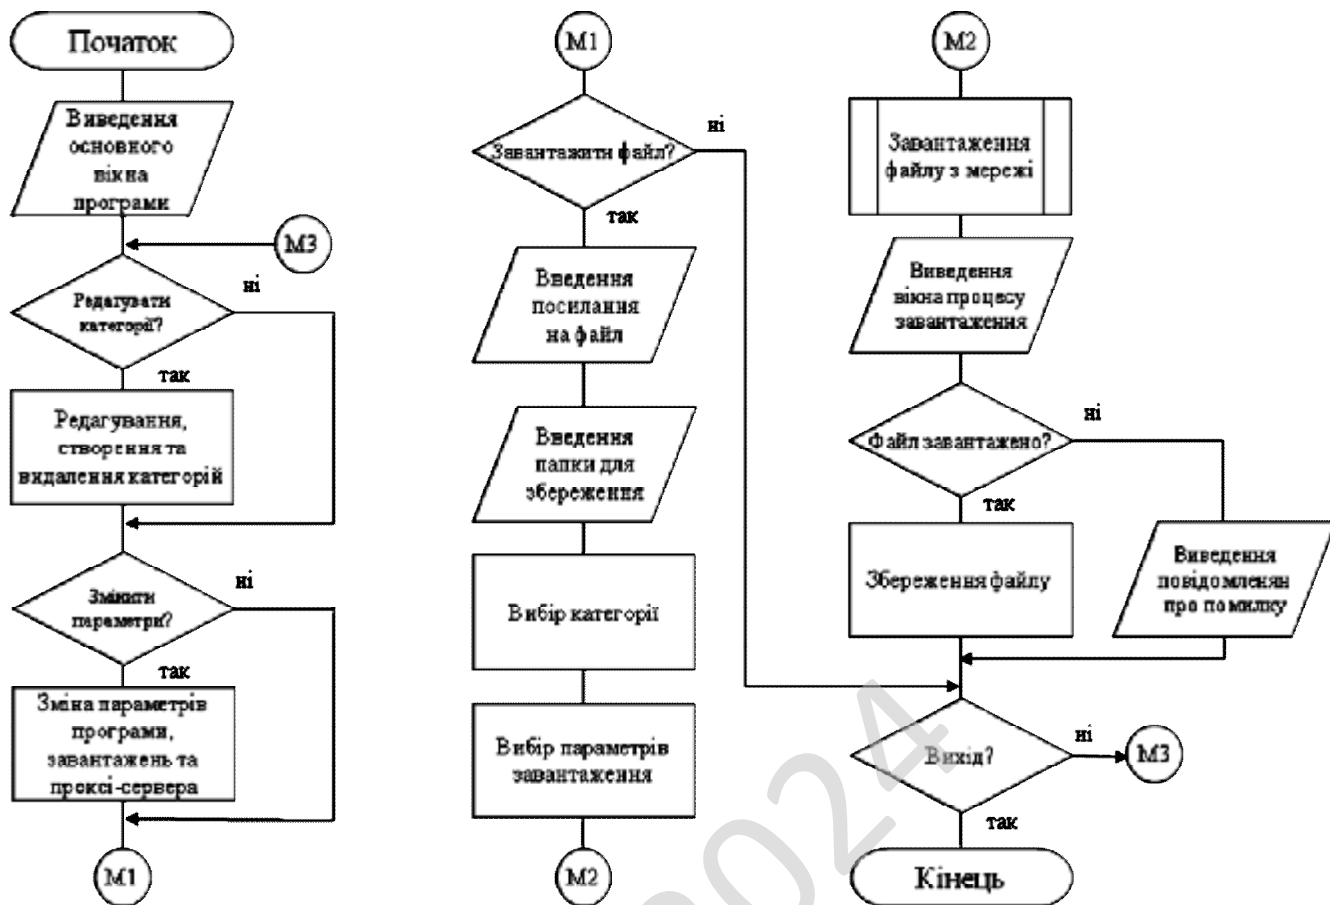 Початок
Виведення
основного
вікна
програми
М3
Редагувати
категорії?
ні
так
Редагування,
створення та
видалення категорій
Змінити
параметри?
ні
так
Зміна параметрів
програми,
завантажень та
проксі-сервера
М1
М1
Завантажити файл?
ні
так
Введення
посилання
на файл
Введення
папки для
збереження
Вибір категорії
Вибір параметрів
завантаження
М2
М2
Завантаження
файлу з мережі
Виведення
вікна процесу
завантаження
Файл завантажено?
ні
так
Збереження файлу
Виведення
повідомленян
про помилку
Вихід?
ні
М3
так
Кінець
2024